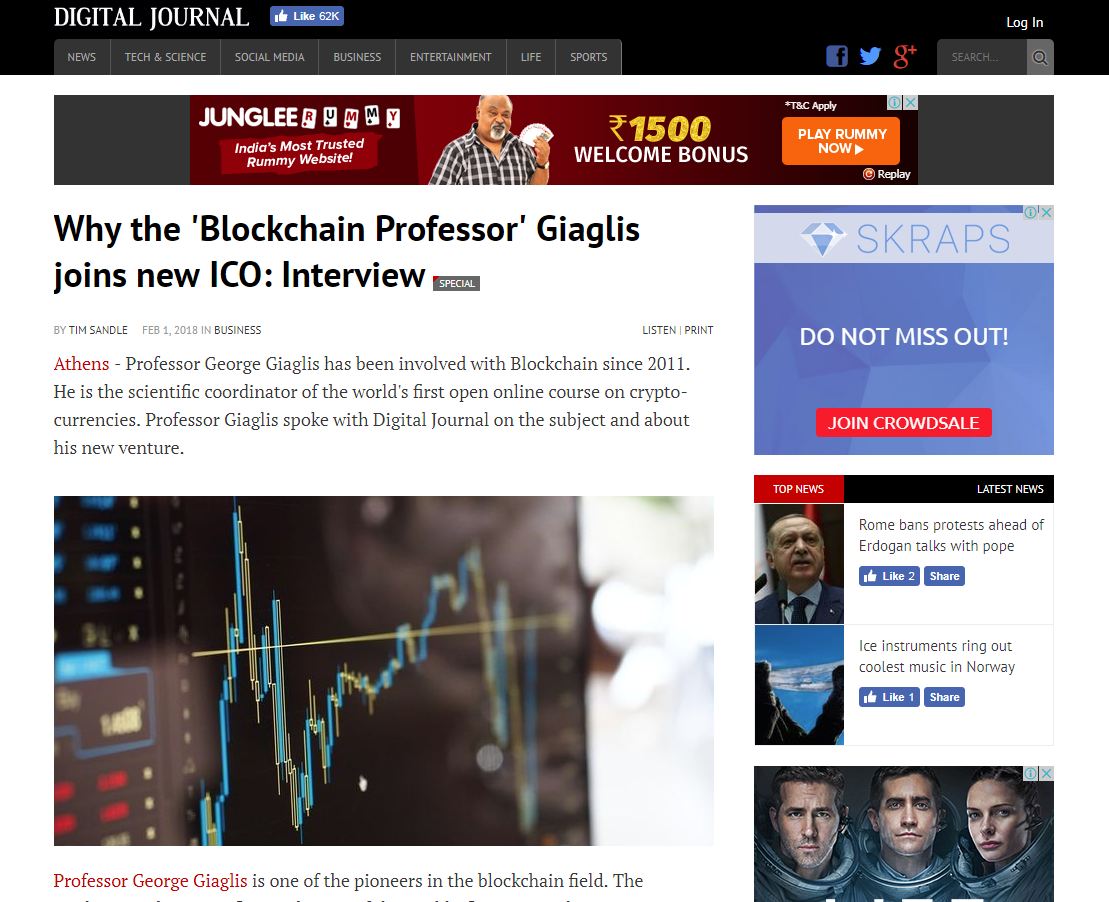 DIGITAL JOURNAL
Like 62K
Log In
NEWS
TECH & SCIENCE
SOCIAL MEDIA
BUSINESS
ENTERTAINMENT
LIFE
SPORTS
SEARCH...
JUNGLEE RUMMY
India's Most Trusted
Rummy Website!
₹1500
WELCOME BONUS
*T&C Apply
PLAY RUMMY
NOW
Replay
Why the 'Blockchain Professor' Giaglis
joins new ICO: Interview SPECIAL
BY TIM SANDLE FEB 1, 2018 IN BUSINESS
LISTEN | PRINT
Athens - Professor George Giaglis has been involved with Blockchain since 2011.
He is the scientific coordinator of the world's first open online course on crypto-
currencies. Professor Giaglis spoke with Digital Journal on the subject and about
his new venture.
Professor George Giaglis is one of the pioneers in the blockchain field. The
SKRAPS
DO NOT MISS OUT!
JOIN CROWDSALE
TOP NEWS
LATEST NEWS
Rome bans protests ahead of
Erdogan talks with pope
Like 2 Share
Ice instruments ring out
coolest music in Norway
Like 1 Share